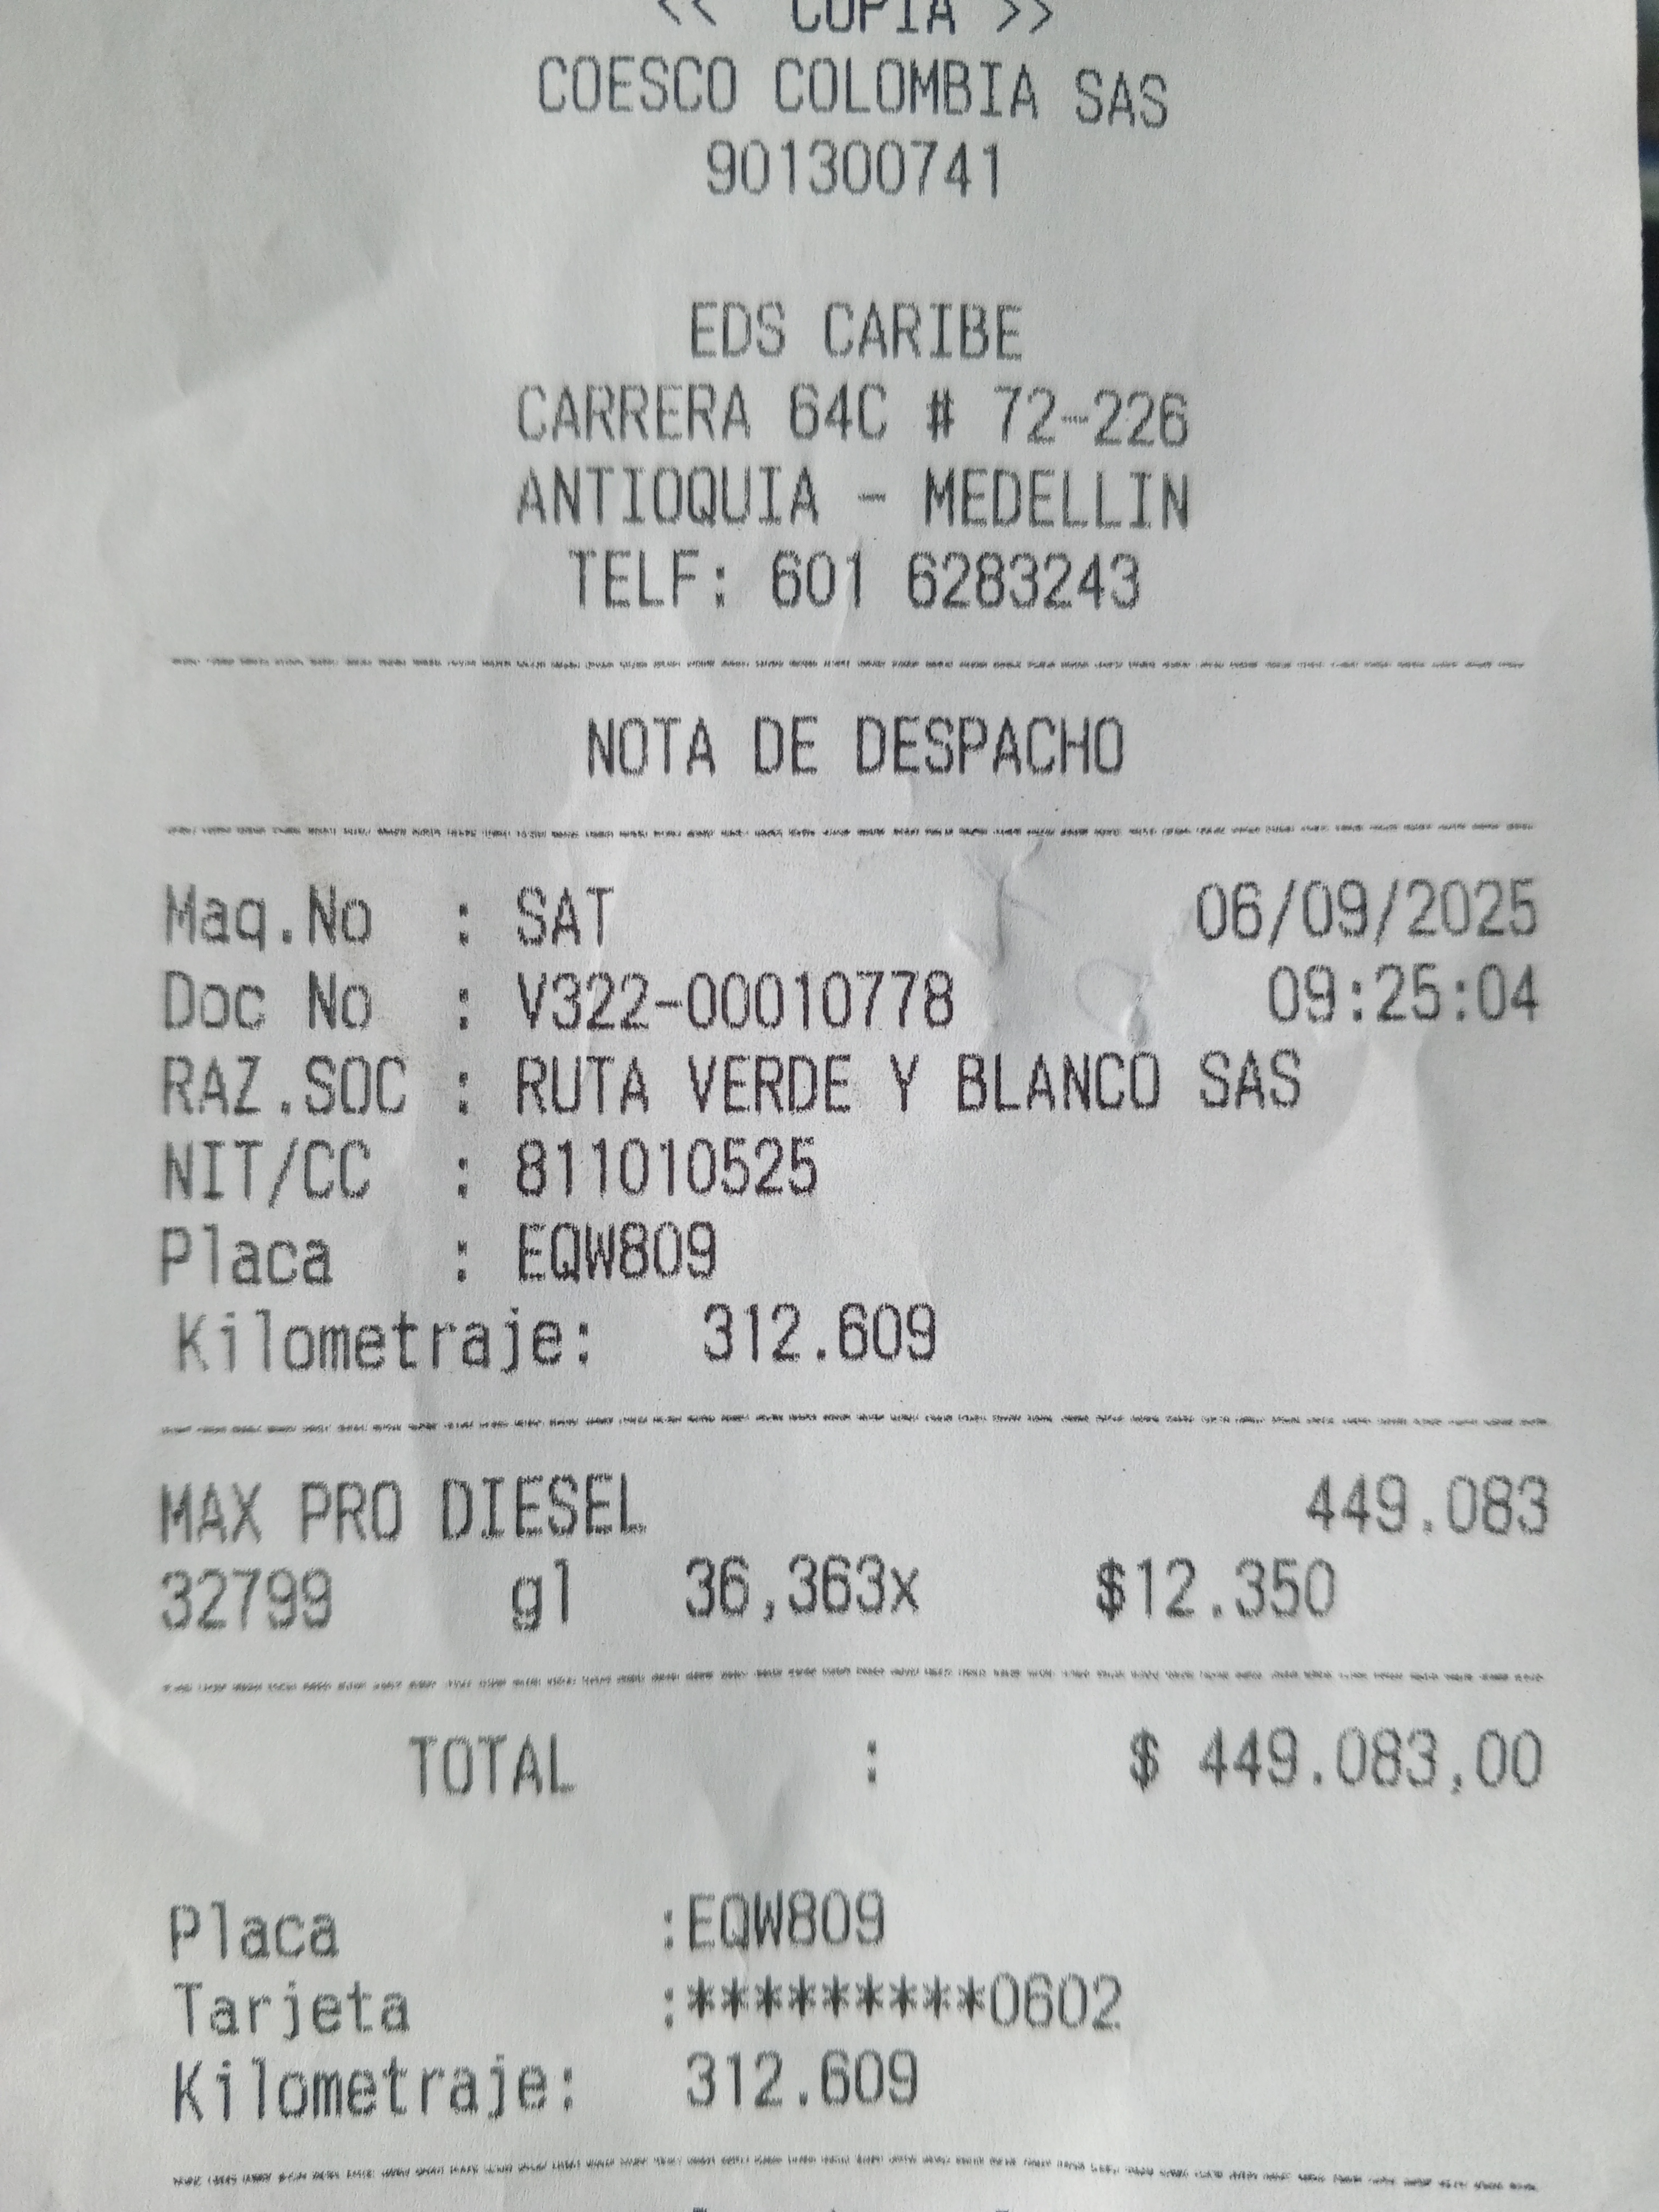 << COPIA >>
COESCO COLOMBIA SAS
901300741
EDS CARIBE
CARRERA 64C # 72-226
ANTIOQUIA - MEDELLIN
TELF: 601 6283243
NOTA DE DESPACHO
Maq.No : SAT 06/09/2025
Doc No : V322-00010778 09:25:04
RAZ.SOC : RUTA VERDE Y BLANCO SAS
NIT/CC : 811010525
Placa : EQW809
Kilometraje: 312.609
MAX PRO DIESEL 449.083
32799 gl 36,363x $12.350
TOTAL : $ 449.083,00
Placa :EQW809
Tarjeta :*********0602
Kilometraje: 312.609